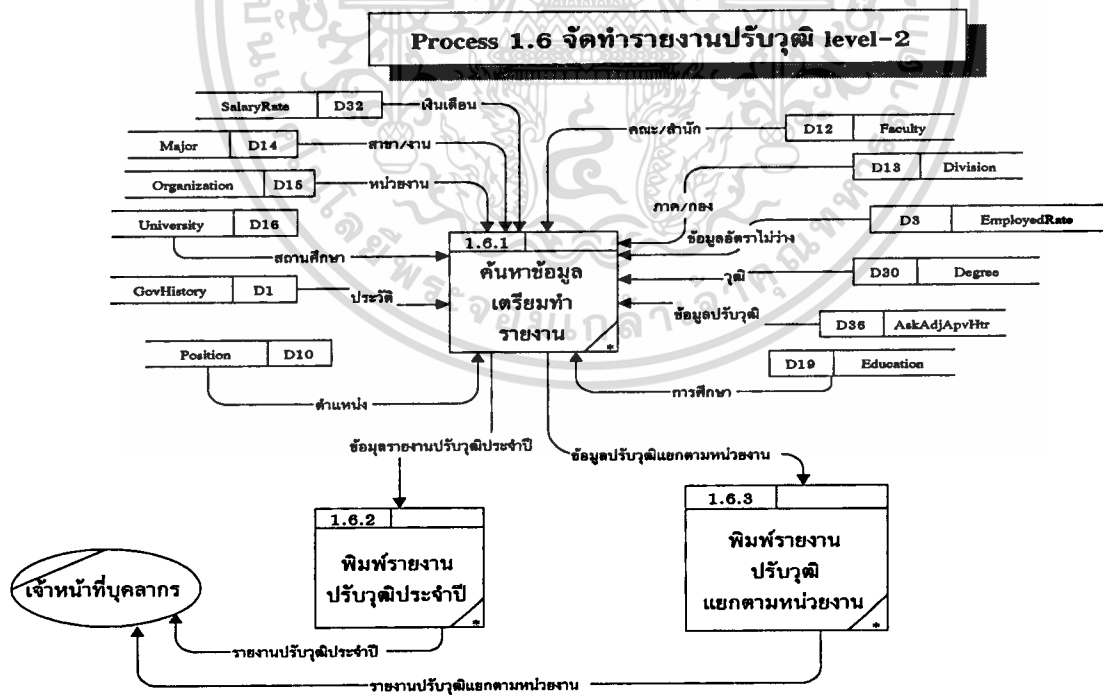 Process 1.6 จัดทำรายงานปรับวุฒิ level-2
SalaryRate D32 เงินเดือน
คณะ/สำนัก D12 Faculty
Major D14 สาขา/งาน
D13 Division
Organization D15 หน่วยงาน
ภาค/กอง
University D16
D3 EmployedRate
ข้อมูลอัตราไม่ว่าง
สถานศึกษา
1.6.1
ค้นหาข้อมูล
เตรียมทำ
รายงาน
*
วุฒิ D30 Degree
GovHistory D1 ประวัติ
ข้อมูลปรับวุฒิ
D36 AskAdjApvHtr
Position D10
D19 Education
ตำแหน่ง
การศึกษา
ข้อมุลรายงานปรับวุฒิประจำปี
ข้อมูลปรับวุฒิแยกตามหน่วยงาน
1.6.2
พิมพ์รายงาน
ปรับวุฒิประจำปี
*
1.6.3
พิมพ์รายงาน
ปรับวุฒิ
แยกตามหน่วยงาน
*
เจ้าหน้าที่บุคลากร
รายงานปรับวุฒิประจำปี
รายงานปรับวุฒิแยกตามหน่วยงาน